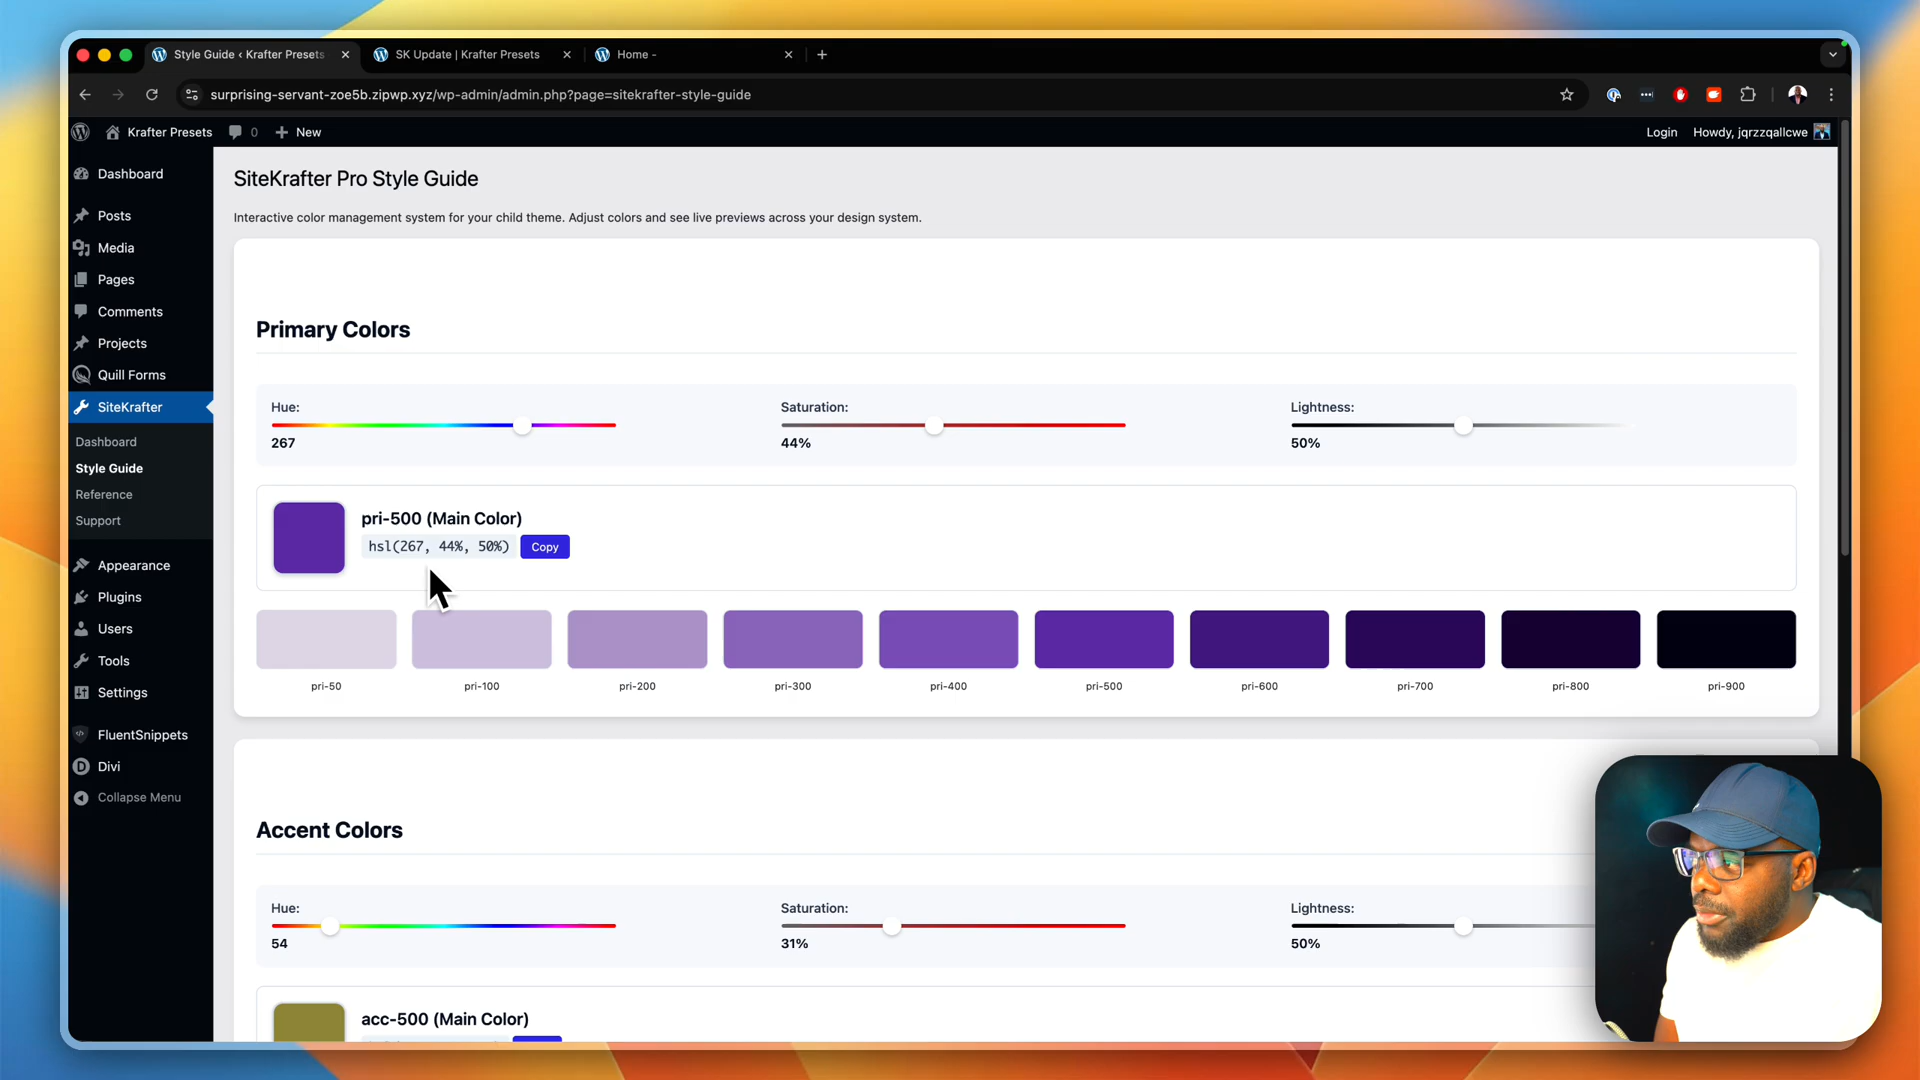 Style Guide ‹ Krafter Presets
SK Update | Krafter Presets
Home -
surprising-servant-zoe5b.zipwp.xyz/wp-admin/admin.php?page=sitekrafter-style-guide
Krafter Presets
0
New
Login
Howdy, jqrzzqallcwe
Dashboard
Posts
Media
Pages
Comments
Projects
Quill Forms
SiteKrafter
Dashboard
Style Guide
Reference
Support
Appearance
Plugins
Users
Tools
Settings
FluentSnippets
Divi
Collapse Menu
SiteKrafter Pro Style Guide
Interactive color management system for your child theme. Adjust colors and see live previews across your design system.
Primary Colors
Hue:
267
Saturation:
44%
Lightness:
50%
pri-500 (Main Color)
hsl(267, 44%, 50%)
Copy
pri-50
pri-100
pri-200
pri-300
pri-400
pri-500
pri-600
pri-700
pri-800
pri-900
Accent Colors
Hue:
54
Saturation:
31%
Lightness:
50%
acc-500 (Main Color)